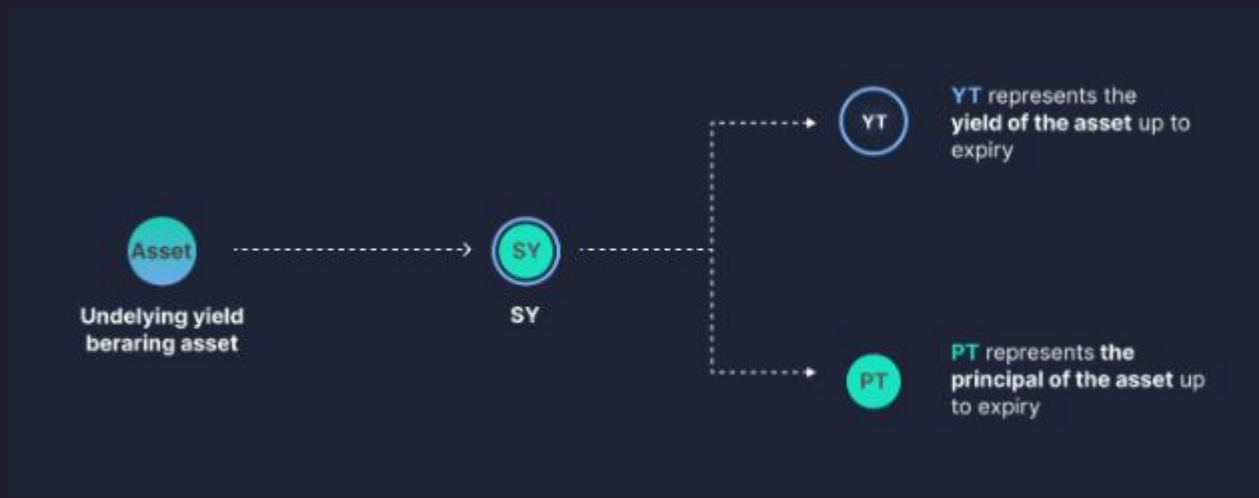 Asset
Undelying yield
beraring asset
SY
SY
YT
YT represents the
yield of the asset up to
expiry
PT
PT represents the
principal of the asset up
to expiry